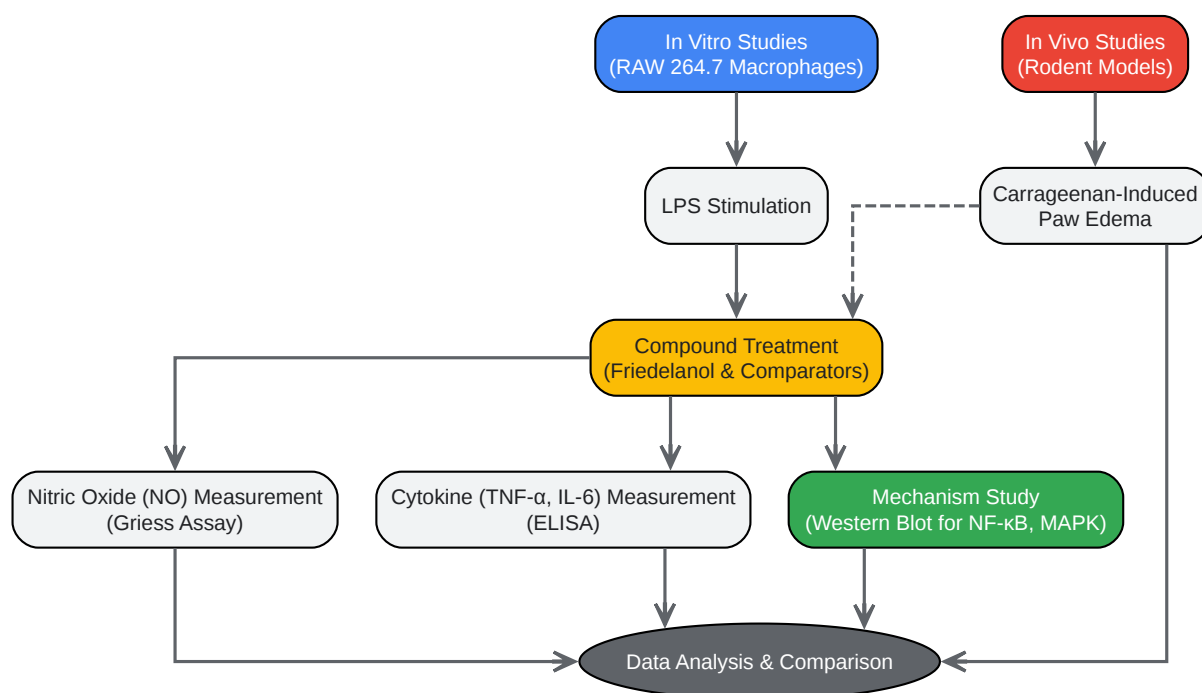 In Vitro Studies
(RAW 264.7 Macrophages)
In Vivo Studies
(Rodent Models)
LPS Stimulation
Carrageenan-Induced
Paw Edema
Compound Treatment
(Friedelanol & Comparators)
Nitric Oxide (NO) Measurement
(Griess Assay)
Cytokine (TNF-α, IL-6) Measurement
(ELISA)
Mechanism Study
(Western Blot for NF-κB, MAPK)
Data Analysis & Comparison